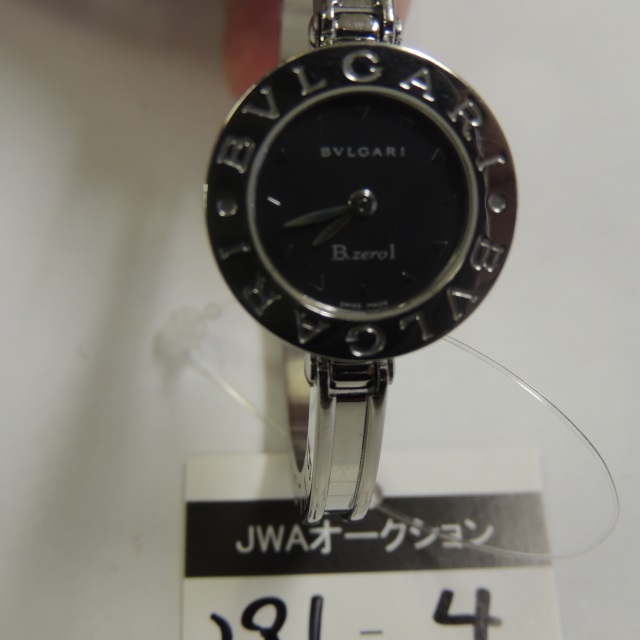 BVLGARI BVLGARI
BVLGARI
B.zero1
SWISS MADE
JWAオークション
181-4